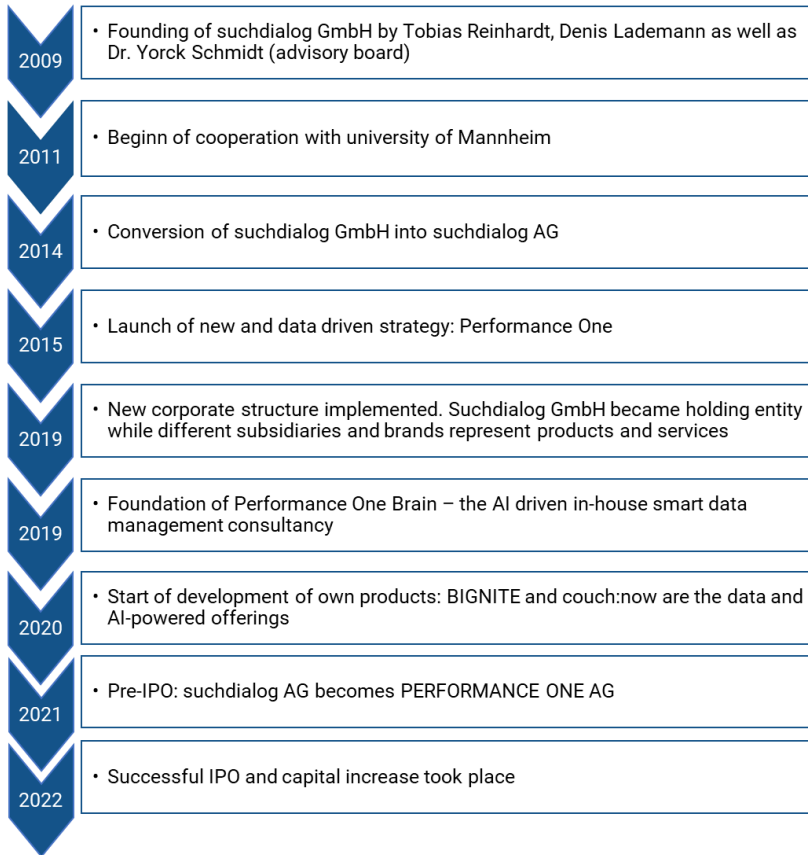 2009
• Founding of suchdialog GmbH by Tobias Reinhardt, Denis Lademann as well as
Dr. Yorck Schmidt (advisory board)
2011
• Beginn of cooperation with university of Mannheim
2014
• Conversion of suchdialog GmbH into suchdialog AG
2015
• Launch of new and data driven strategy: Performance One
2019
• New corporate structure implemented. Suchdialog GmbH became holding entity
while different subsidiaries and brands represent products and services
2019
• Foundation of Performance One Brain – the AI driven in-house smart data
management consultancy
2020
• Start of development of own products: BIGNITE and couch:now are the data and
AI-powered offerings
2021
• Pre-IPO: suchdialog AG becomes PERFORMANCE ONE AG
2022
• Successful IPO and capital increase took place